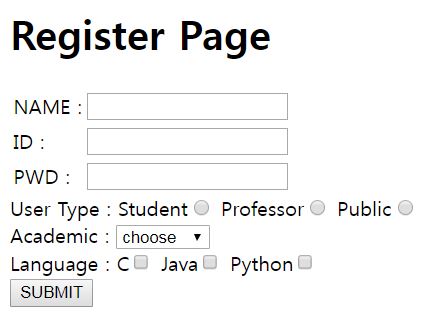 Register Page
NAME :
ID :
PWD :
User Type : Student Professor Public
Academic : choose
Language : C Java Python
SUBMIT